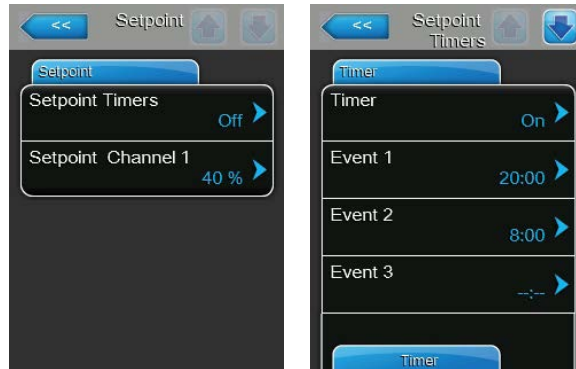 << Setpoint
Setpoint
Setpoint Timers
Off
Setpoint Channel 1
40 %
<< Setpoint
Timers
Timer
Timer
On
Event 1
20:00
Event 2
8:00
Event 3
--:--
Timer